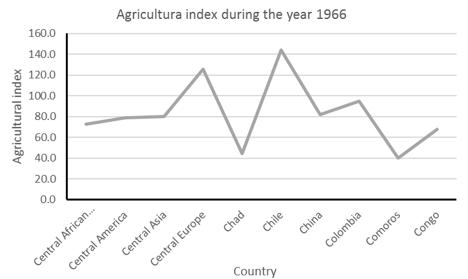 Agricultura index during the year 1966
160.0
140.0
120.0
100.0
80.0
60.0
40.0
20.0
0.0
Agricultural index
Central African...
Central America
Central Asia
Central Europe
Chad
Chile
China
Colombia
Comoros
Congo
Country